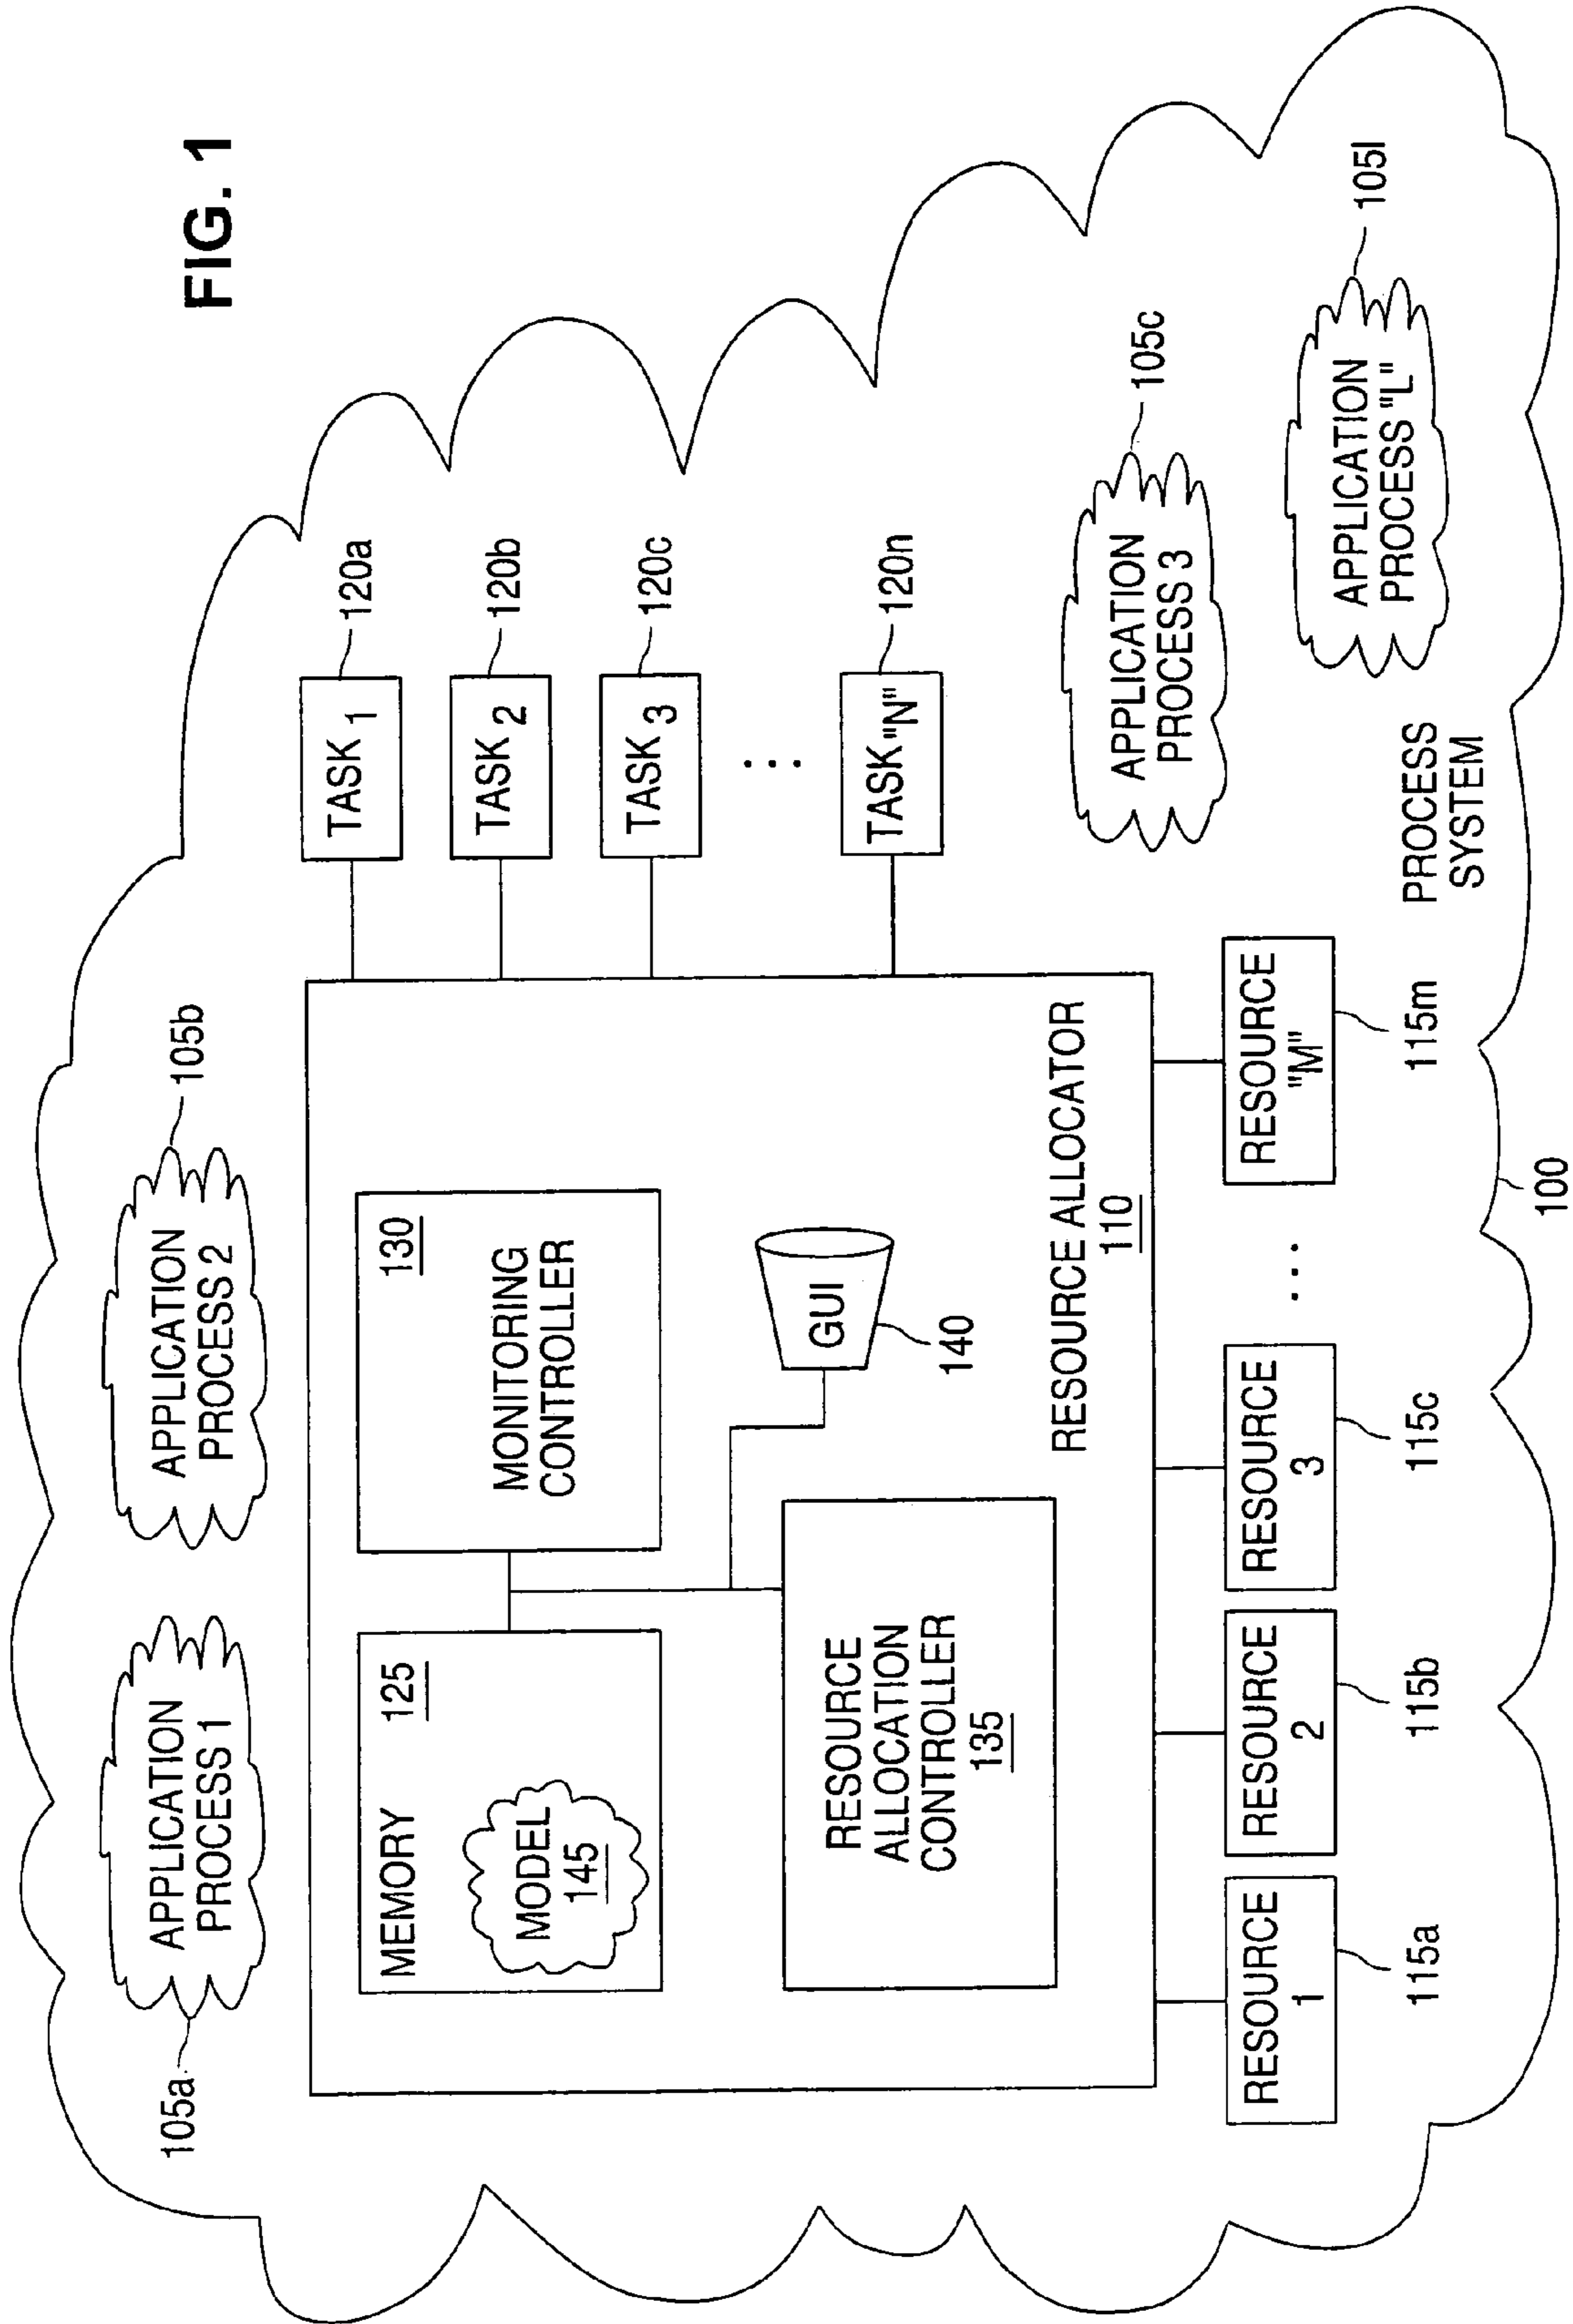 FIG. 1
105a
APPLICATION
PROCESS 1
APPLICATION
PROCESS 2
105b
MEMORY
125
MODEL
145
130
MONITORING
CONTROLLER
GUI
140
RESOURCE
ALLOCATION
CONTROLLER
135
RESOURCE ALLOCATOR
110
TASK 1
120a
TASK 2
120b
TASK 3
120c
...
TASK "N"
120n
APPLICATION
PROCESS 3
105c
APPLICATION
PROCESS "L"
105l
RESOURCE
1
115a
RESOURCE
2
115b
RESOURCE
3
115c
...
RESOURCE
"M"
115m
PROCESS
SYSTEM
100